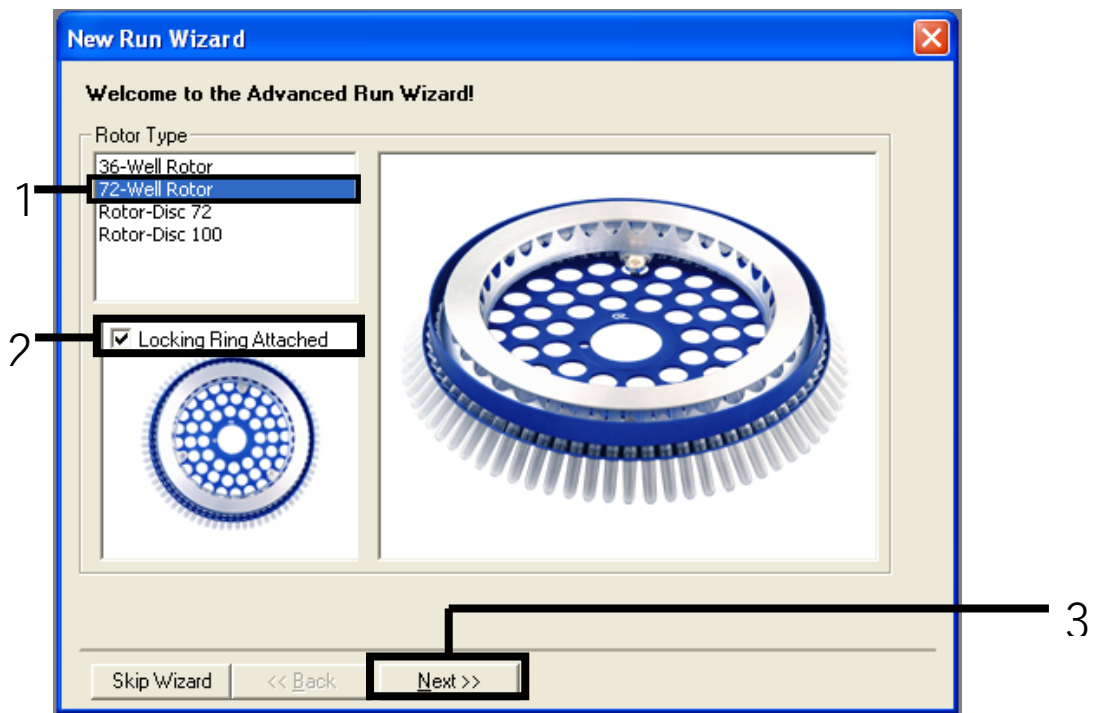 New Run Wizard
Welcome to the Advanced Run Wizard!
Rotor Type
36-Well Rotor
1
72-Well Rotor
Rotor-Disc 72
Rotor-Disc 100
2
Locking Ring Attached
3
Skip Wizard
<< Back
Next >>